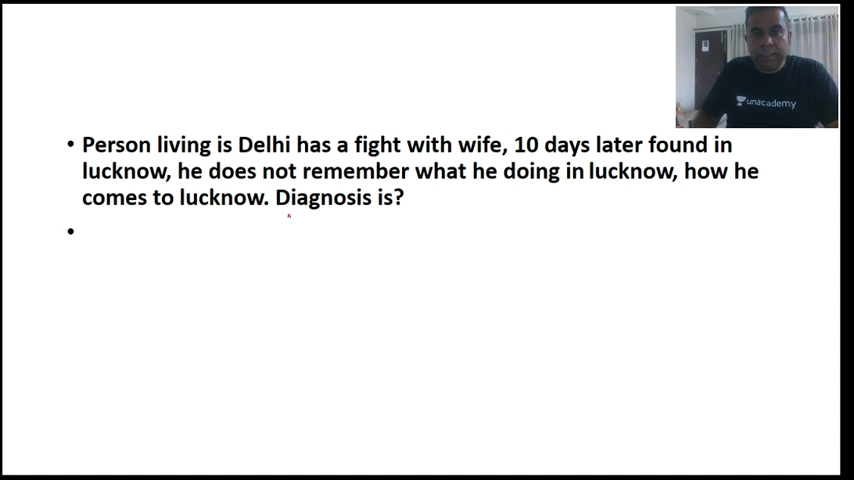 unacademy
• Person living is Delhi has a fight with wife, 10 days later found in
lucknow, he does not remember what he doing in lucknow, how he
comes to lucknow. Diagnosis is?
•